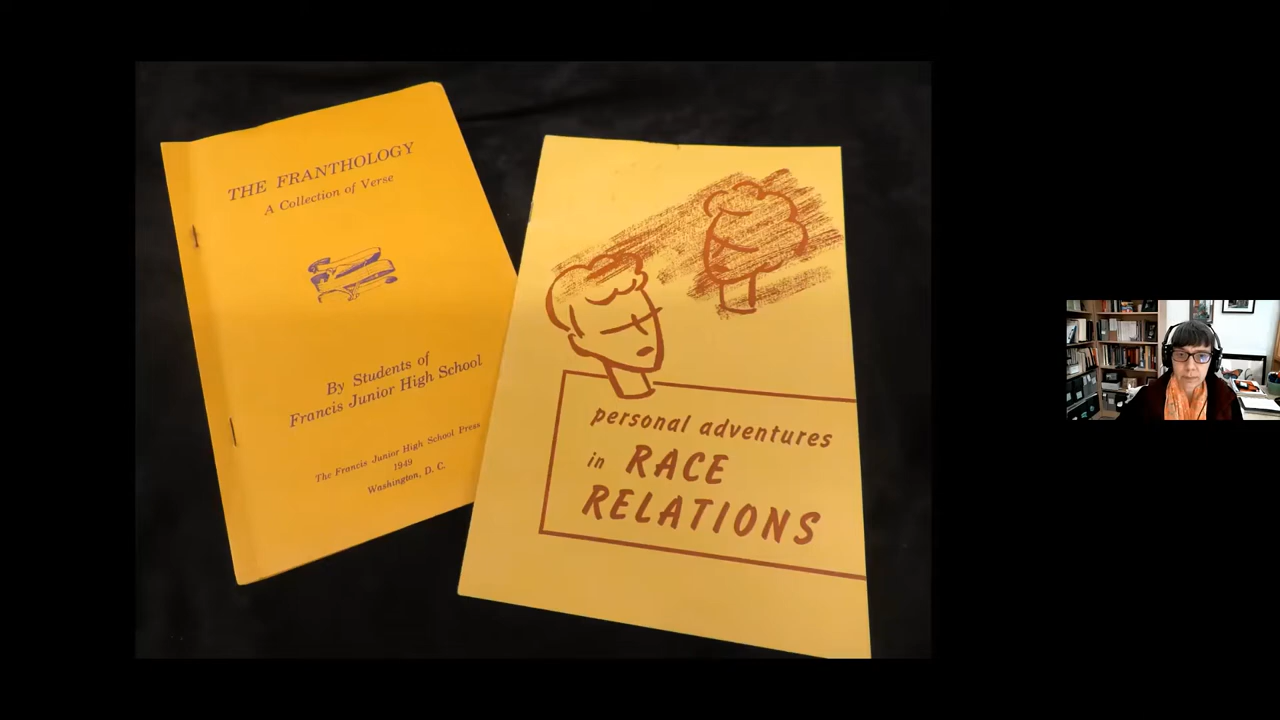 THE FRANTHOLOGY
A Collection of Verse
By Students of
Francis Junior High School
The Francis Junior High School Press
1949
Washington, D. C.
personal adventures
in RACE
RELATIONS